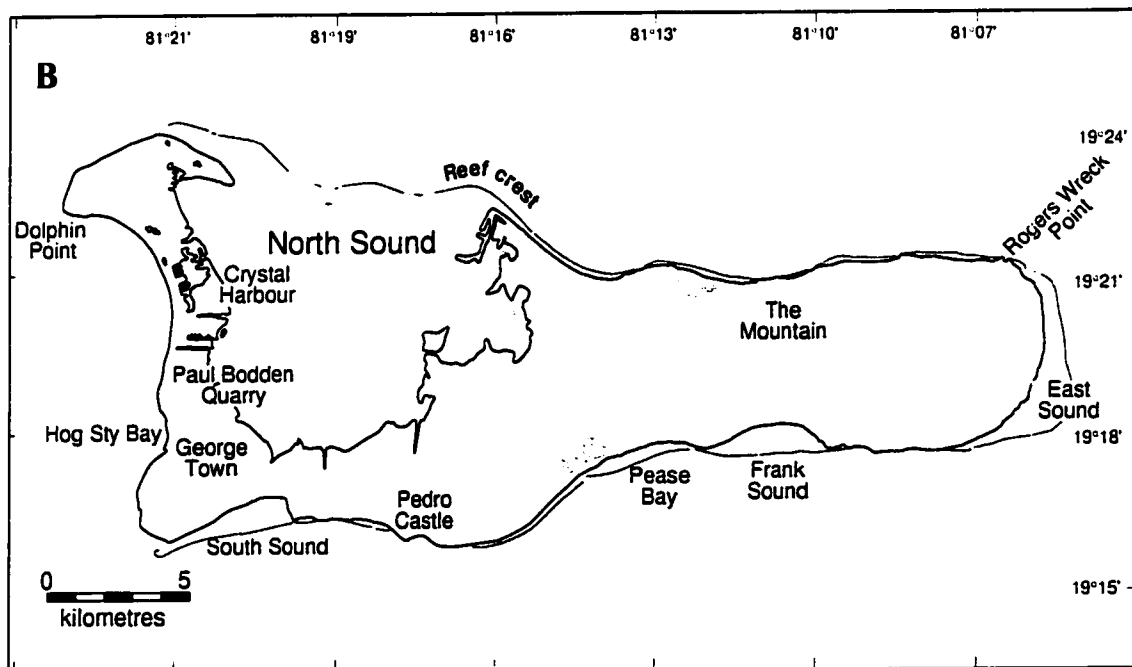 81°21' 81°19' 81°16' 81°13' 81°10' 81°07'
B
19°24'
Reef crest
Rogers Wreck
Point
Dolphin
Point
North Sound
Crystal
Harbour
19°21'
The
Mountain
Paul Bodden
Quarry
East
Sound
Hog Sty Bay
George
Town
19°18'
Pease
Bay
Frank
Sound
Pedro
Castle
South Sound
0 5
kilometres
19°15'